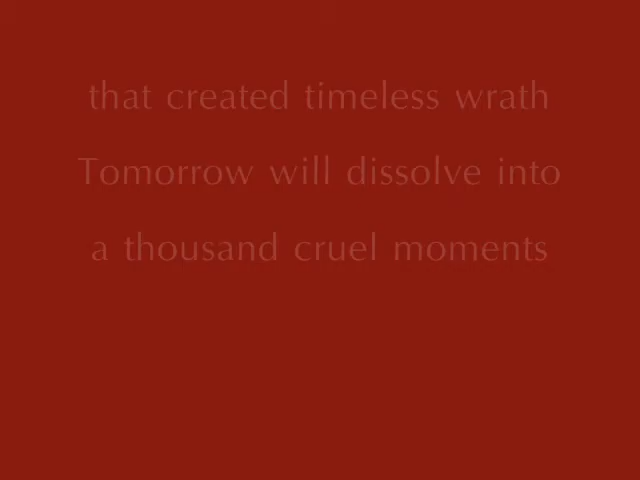 that created timeless wrath
Tomorrow will dissolve into
a thousand cruel moments